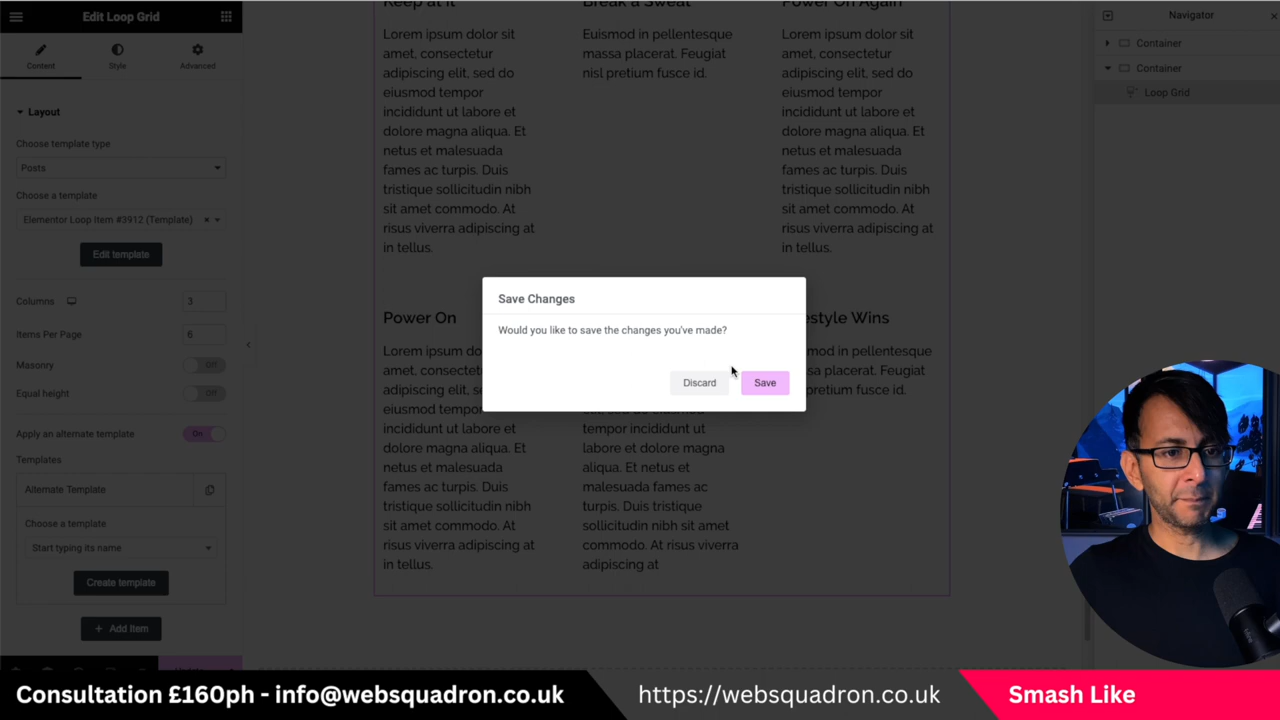 Edit Loop Grid
Content
Style
Advanced
Layout
Choose template type
Posts
Choose a template
Elementor Loop Item #3912 (Template)
Edit template
Columns
3
Items Per Page
6
Masonry
Off
Equal height
Off
Apply an alternate template
On
Templates
Alternate Template
Choose a template
Start typing its name
Create template
+ Add Item
Keep at it
Lorem ipsum dolor sit
amet, consectetur
adipiscing elit, sed do
eiusmod tempor
incididunt ut labore et
dolore magna aliqua. Et
netus et malesuada
fames ac turpis. Duis
tristique sollicitudin nibh
sit amet commodo. At
risus viverra adipiscing at
in tellus.
Break a Sweat
Euismod in pellentesque
massa placerat. Feugiat
nisl pretium fusce id.
Power On Again
Lorem ipsum dolor sit
amet, consectetur
adipiscing elit, sed do
eiusmod tempor
incididunt ut labore et
dolore magna aliqua. Et
netus et malesuada
fames ac turpis. Duis
tristique sollicitudin nibh
sit amet commodo. At
risus viverra adipiscing at
in tellus.
Save Changes
Would you like to save the changes you've made?
Discard
Save
Power On
Lorem ipsum do
amet, consectet
adipiscing elit, s
eiusmod tempor
incididunt ut labore et
dolore magna aliqua. Et
netus et malesuada
fames ac turpis. Duis
tristique sollicitudin nibh
sit amet commodo. At
risus viverra adipiscing at
in tellus.
tempor incididunt ut
labore et dolore magna
aliqua. Et netus et
malesuada fames ac
turpis. Duis tristique
sollicitudin nibh sit amet
commodo. At risus viverra
adipiscing at
style Wins
mod in pellentesque
sa placerat. Feugiat
pretium fusce id.
Navigator
Container
Container
Loop Grid
Consultation £160ph - info@websquadron.co.uk
https://websquadron.co.uk
Smash Like